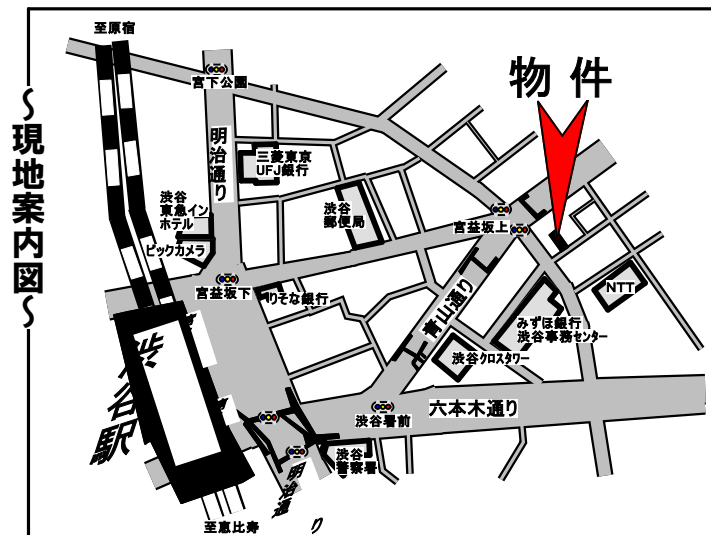 ～現地案内図～
至原宿
宮下公園
物件
明治通り
三菱東京
UFJ銀行
渋谷
東急イン
ホテル
ビックカメラ
渋谷
郵便局
宮益坂上
宮益坂下
りそな銀行
青山通り
NTT
みずほ銀行
渋谷事務センター
渋谷クロスタワー
渋谷駅
六本木通り
渋谷署前
渋谷
警察署
明治通り
至恵比寿